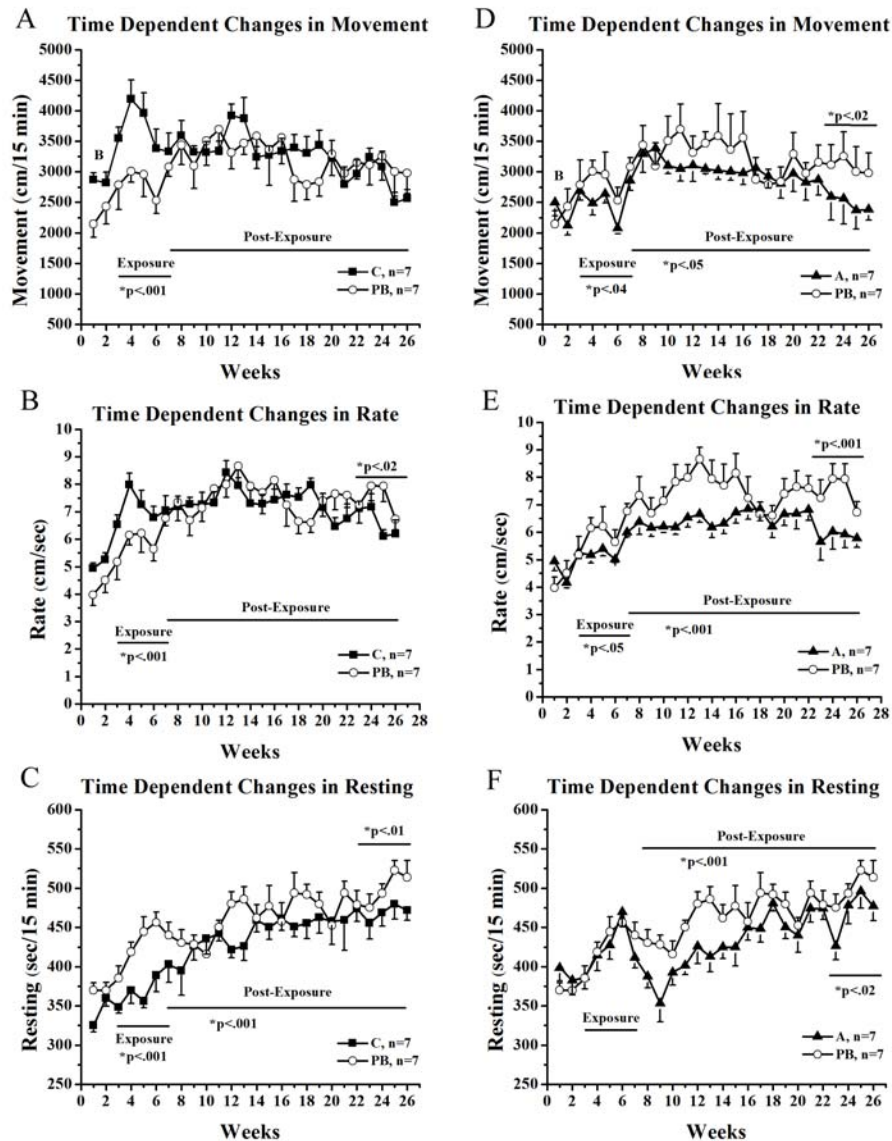 A
Time Dependent Changes in Movement
5000
4500
4000
3500
3000
2500
2000
1500
1000
500
Movement (cm/15 min)
B
Post-Exposure
Exposure
*p<.001
C, n=7
PB, n=7
0 2 4 6 8 10 12 14 16 18 20 22 24 26
Weeks
D
Time Dependent Changes in Movement
5000
4500
4000
3500
3000
2500
2000
1500
1000
500
Movement (cm/15 min)
*p<.02
B
Post-Exposure
Exposure
*p<.05
*p<.04
A, n=7
PB, n=7
0 2 4 6 8 10 12 14 16 18 20 22 24 26
Weeks
B
Time Dependent Changes in Rate
10
9
8
7
6
5
4
3
2
1
0
Rate (cm/sec)
*p<.02
Post-Exposure
Exposure
*p<.001
C, n=7
PB, n=7
0 2 4 6 8 10 12 14 16 18 20 22 24 26 28
Weeks
E
Time Dependent Changes in Rate
10
9
8
7
6
5
4
3
2
1
0
Rate (cm/sec)
*p<.001
Post-Exposure
Exposure
*p<.001
*p<.05
A, n=7
PB, n=7
0 2 4 6 8 10 12 14 16 18 20 22 24 26 28
Weeks
C
Time Dependent Changes in Resting
600
550
500
450
400
350
300
250
Resting (sec/15 min)
*p<.01
Post-Exposure
Exposure
*p<.001
*p<.001
C, n=7
PB, n=7
0 2 4 6 8 10 12 14 16 18 20 22 24 26
Weeks
F
Time Dependent Changes in Resting
600
550
500
450
400
350
300
250
Resting (sec/15 min)
Post-Exposure
*p<.001
*p<.02
Exposure
A, n=7
PB, n=7
0 2 4 6 8 10 12 14 16 18 20 22 24 26
Weeks